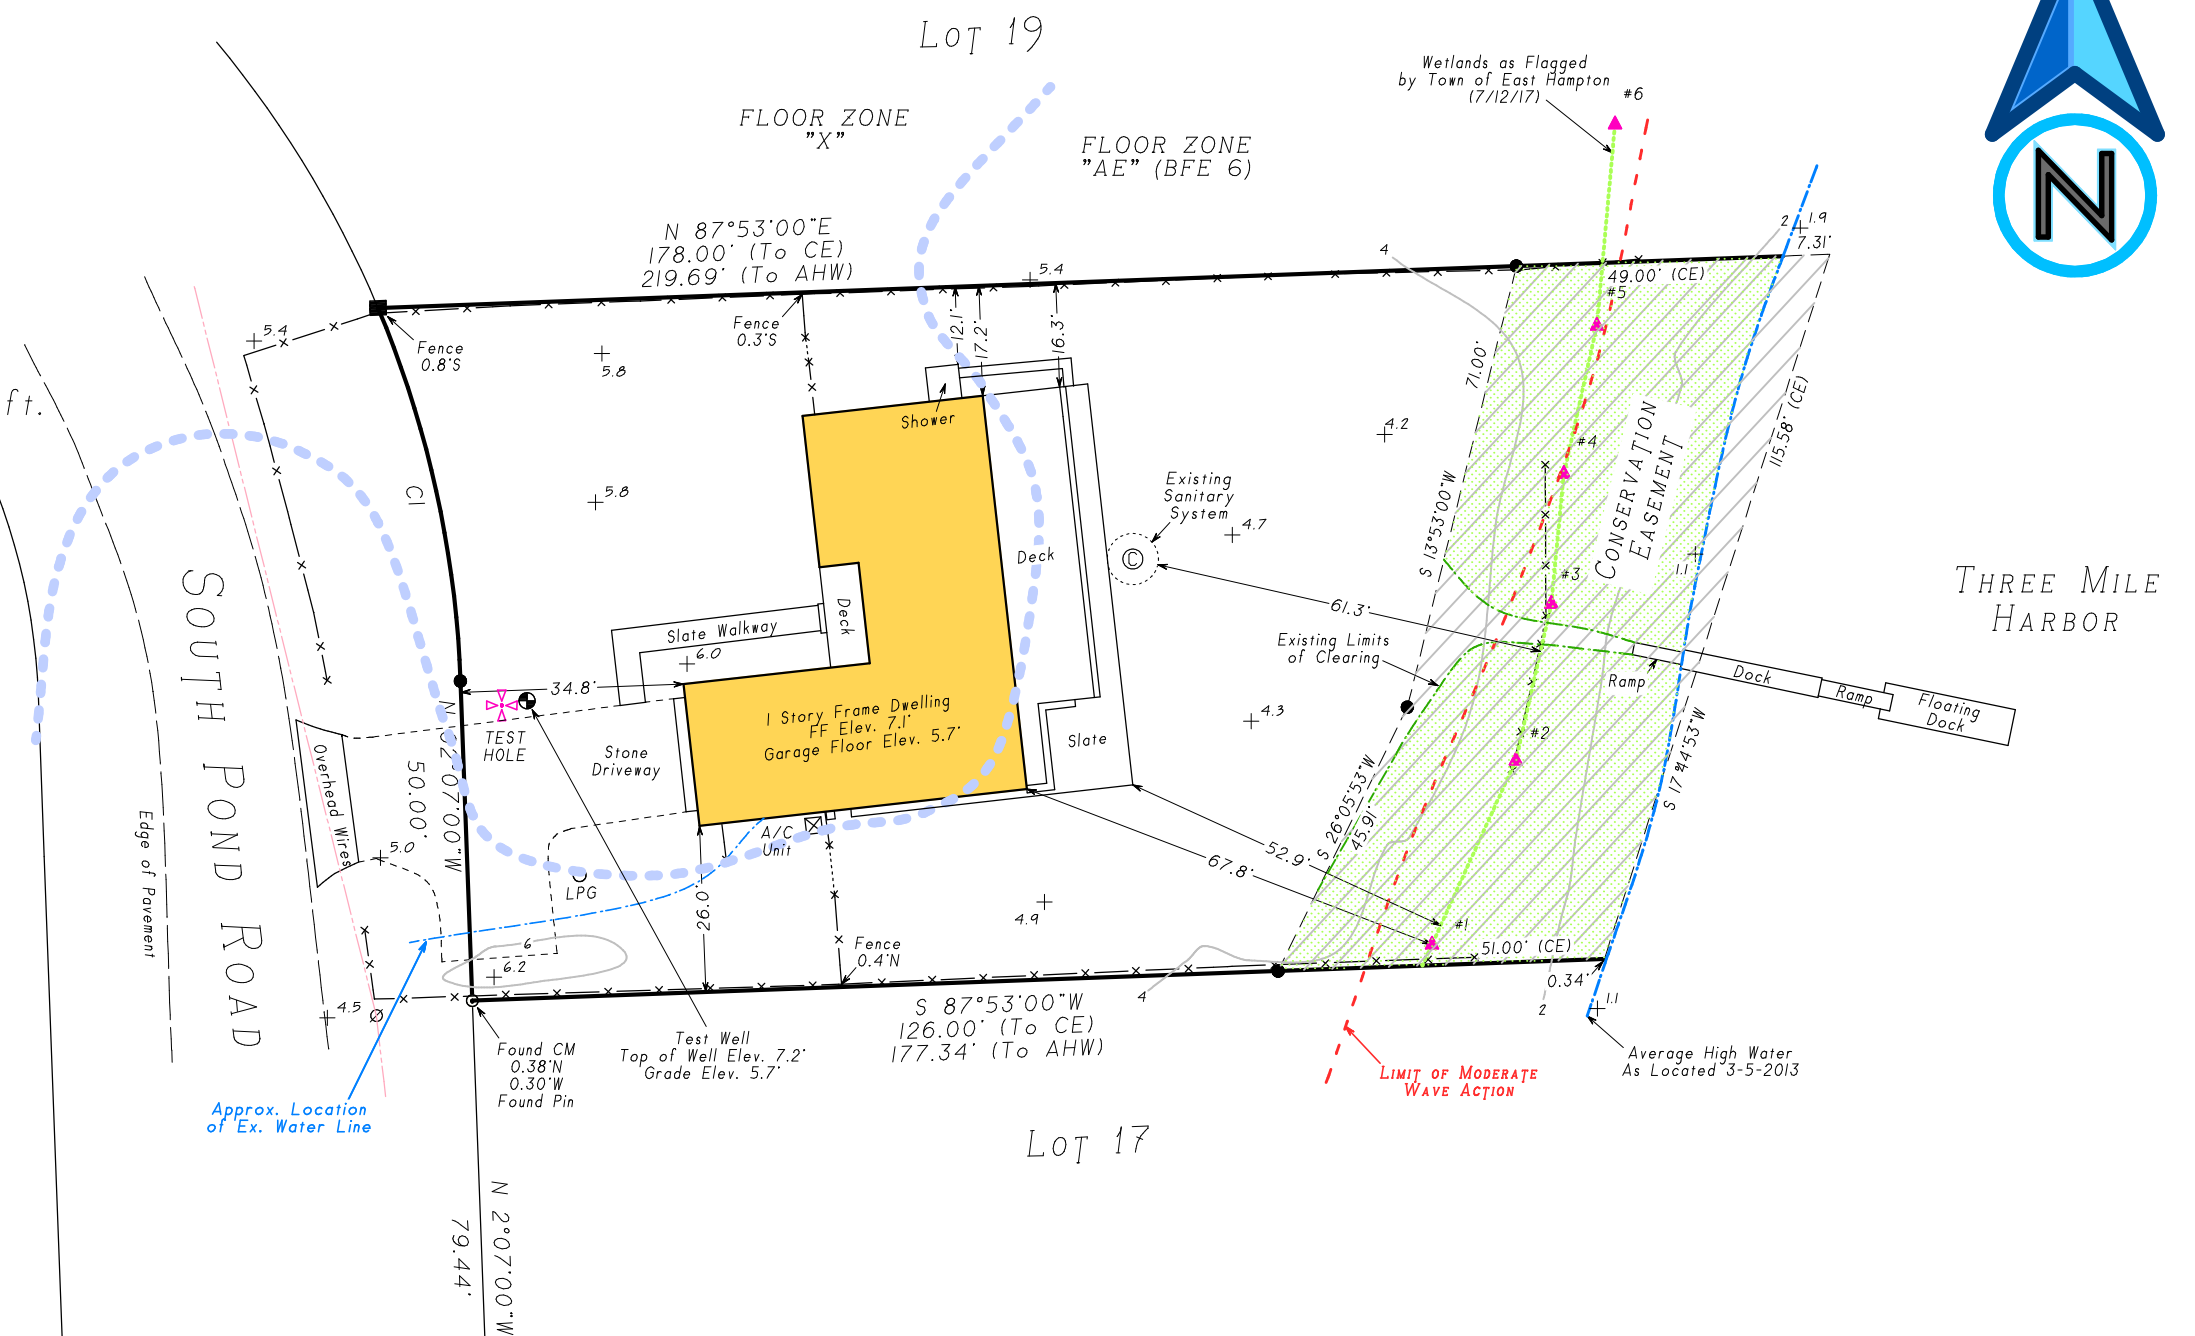 LOT 19
Wetlands as Flagged
by Town of East Hampton
(7/12/17)
#6
FLOOR ZONE
"X"
FLOOR ZONE
"AE" (BFE 6)
N
N 87°53'00"E
178.00' (To CE)
219.69' (To AHW)
5.4
4
2
1.9
7.31'
49.00' (CE)
#5
5.4
Fence
0.8'S
Fence
0.3'S
12.1'
17.2'
16.3'
5.8
Shower
71.00'
ft.
4.2
#4
CONSERVATION
EASEMENT
115.58' (CE)
C1
5.8
Existing
Sanitary
System
4.7
C
Deck
S 13°53'00"W
1.1
#3
THREE MILE
HARBOR
SOUTH POND ROAD
Deck
Slate Walkway
6.0
61.3'
Existing Limits
of Clearing
Ramp
Dock
Ramp
Floating
Dock
34.8'
TEST
HOLE
1 Story Frame Dwelling
FF Elev. 7.1'
Garage Floor Elev. 5.7'
4.3
#2
Slate
Stone
Driveway
Overhead Wires
N 02°07'00"W
50.00'
S 17°44'53"W
S 26°05'53"W
45.91'
Edge of Pavement
5.0
A/C
Unit
LPG
26.0'
52.9'
67.8'
4.9
#1
6
6.2
Fence
0.4'N
51.00' (CE)
0.34'
4
2
1.1
4.5
S 87°53'00"W
126.00' (To CE)
177.34' (To AHW)
Found CM
0.38'N
0.30'W
Found Pin
Test Well
Top of Well Elev. 7.2'
Grade Elev. 5.7'
Average High Water
As Located 3-5-2013
LIMIT OF MODERATE
WAVE ACTION
Approx. Location
of Ex. Water Line
LOT 17
N 2°07'00"W
79.44'